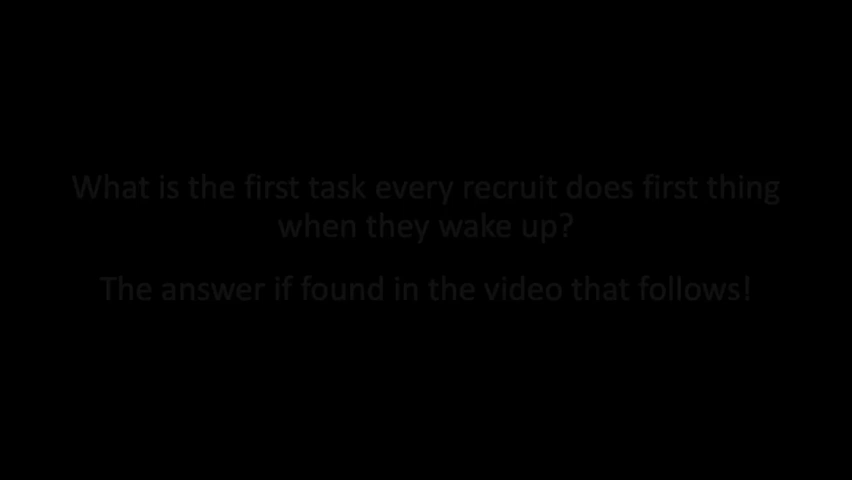 What is the first task every recruit does first thing
when they wake up?
The answer if found in the video that follows!